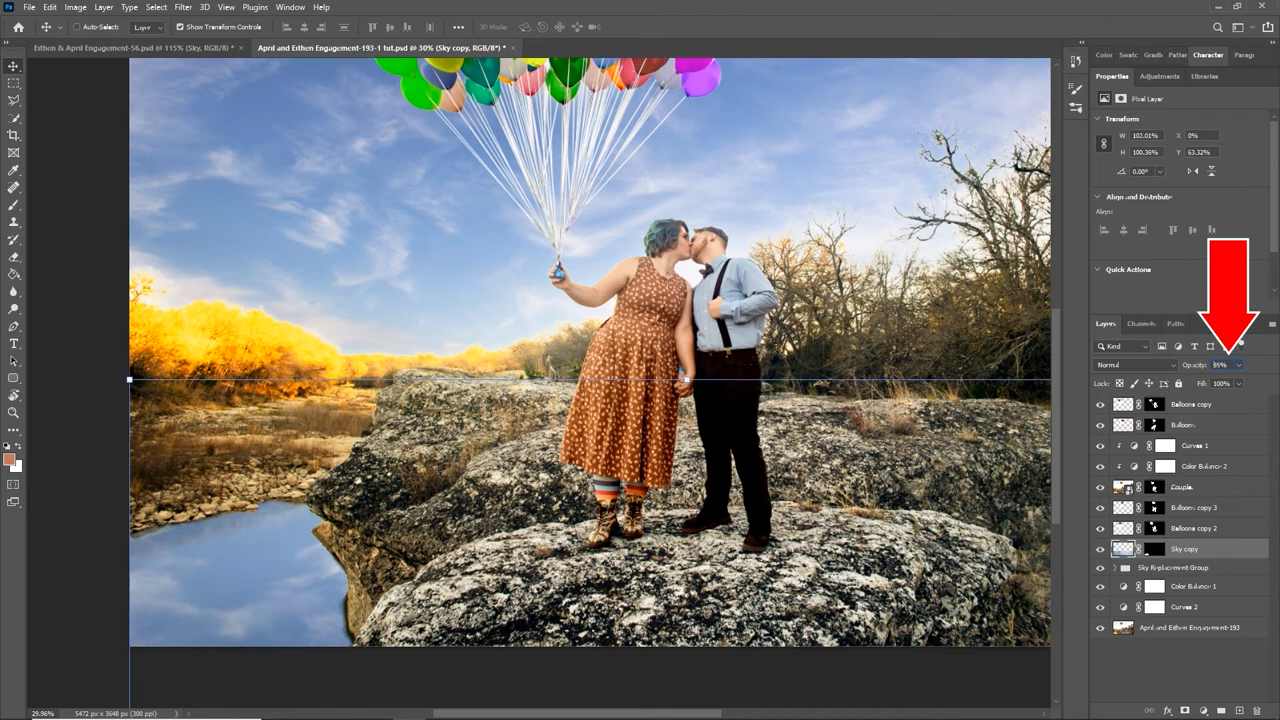 File Edit Image Layer Type Select Filter 3D View Plugins Window Help
Auto-Select: Layer Show Transform Controls 3D Mode:
Eithen & April Engagement-56.psd @ 115% (Sky, RGB/8) * × April and Eithen Engagement-193-1 tut.psd @ 30% (Sky copy, RGB/8*) * ×
Color Swatc Gradi Patter Character Parag
Properties Adjustments Libraries
Pixel Layer
Transform
W 102.01% X 0%
H 100.36% Y 63.32%
0.00°
Align and Distribute
Align:
Quick Actions
Layers Channels Paths
Kind
Normal Opacity:
Lock: Fill: 100%
Balloons copy
Balloons
Curves 1
Color Balance 2
Couple
Balloons copy 3
Balloons copy 2
Sky copy
Sky Replacement Group
Color Balance 1
Curves 2
April and Eithen Engagement-193
29.96% 5472 px x 3648 px (300 ppi)